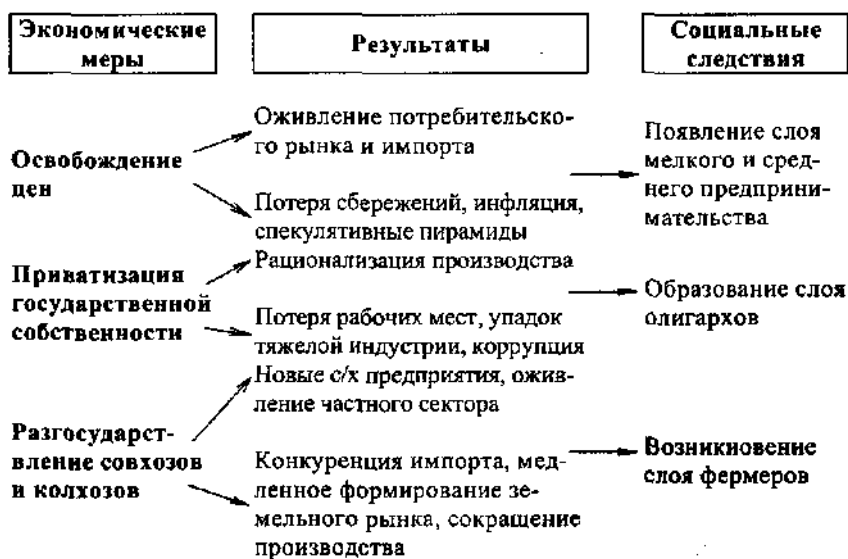 Экономические
меры
Результаты
Социальные
следствия
Освобождение
цен
Оживление потребительско-
го рынка и импорта
Потеря сбережений, инфляция,
спекулятивные пирамиды
Появление слоя
мелкого и сред-
него предприни-
мательства
Приватизация
государственной
собственности
Рационализация производства
Потеря рабочих мест, упадок
тяжелой индустрии, коррупция
Образование слоя
олигархов
Разгосударст-
вление совхозов
и колхозов
Новые с/х предприятия, ожив-
ление частного сектора
Конкуренция импорта, мед-
ленное формирование зе-
мельного рынка, сокращение
производства
Возникновение
слоя фермеров